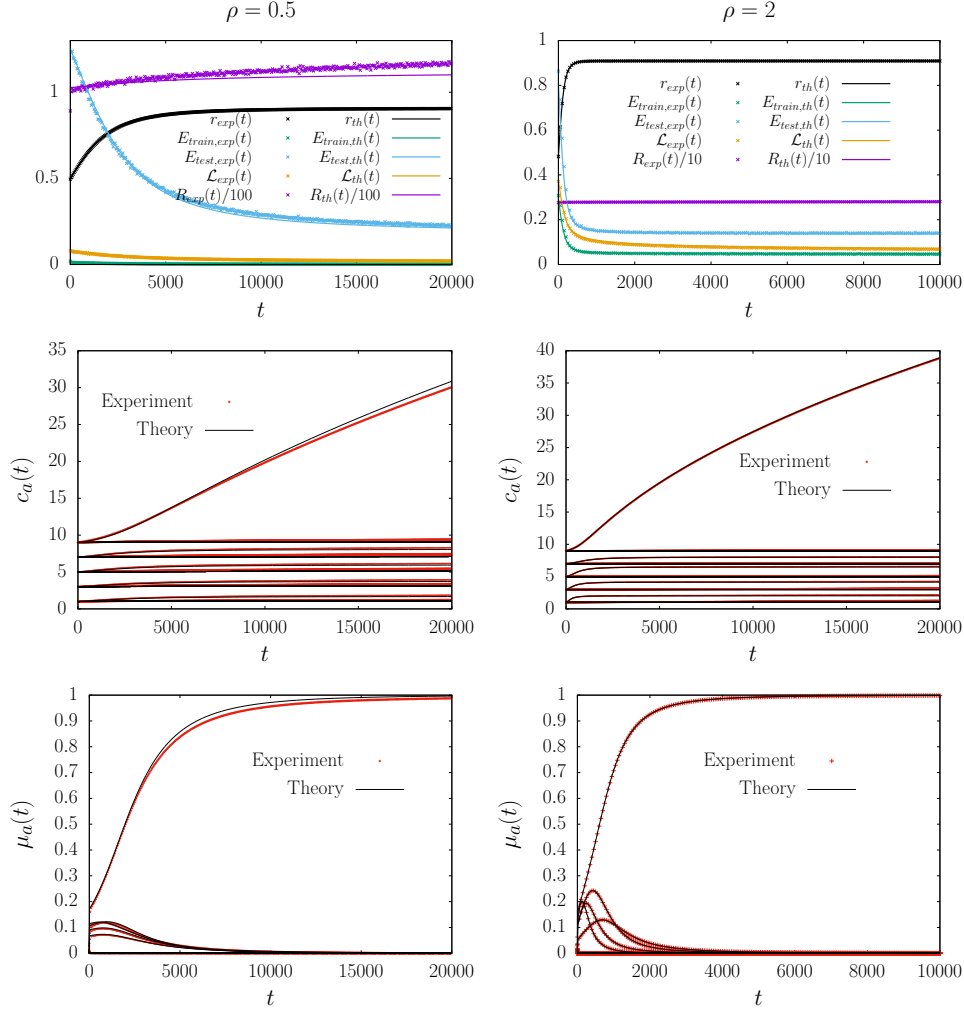 ρ = 0.5
ρ = 2
1
0.5
0
0 5000 10000 15000 20000
t
r_exp(t) r_th(t)
E_train,exp(t) E_train,th(t)
E_test,exp(t) E_test,th(t)
ℒ_exp(t) ℒ_th(t)
R_exp(t)/100 R_th(t)/100
1
0.8
0.6
0.4
0.2
0
0 2000 4000 6000 8000 10000
t
r_exp(t) r_th(t)
E_train,exp(t) E_train,th(t)
E_test,exp(t) E_test,th(t)
ℒ_exp(t) ℒ_th(t)
R_exp(t)/10 R_th(t)/10
c_a(t)
35
30
25
20
15
10
5
0
0 5000 10000 15000 20000
t
Experiment
Theory
c_a(t)
40
35
30
25
20
15
10
5
0
0 5000 10000 15000 20000
t
Experiment
Theory
μ_a(t)
1
0.9
0.8
0.7
0.6
0.5
0.4
0.3
0.2
0.1
0
0 5000 10000 15000 20000
t
Experiment
Theory
μ_a(t)
1
0.9
0.8
0.7
0.6
0.5
0.4
0.3
0.2
0.1
0
0 2000 4000 6000 8000 10000
t
Experiment
Theory